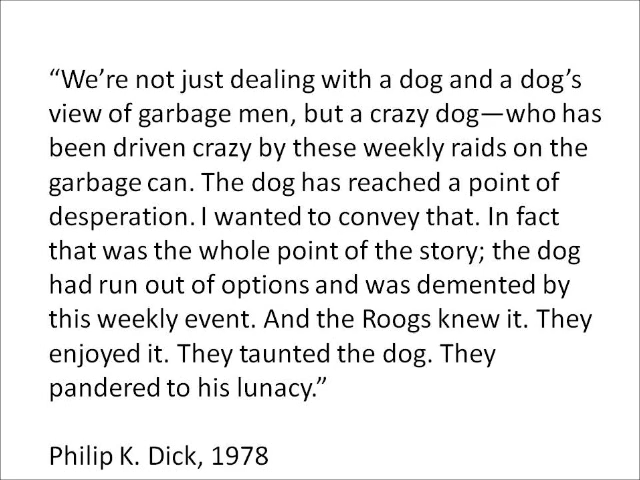 “We’re not just dealing with a dog and a dog’s
view of garbage men, but a crazy dog—who has
been driven crazy by these weekly raids on the
garbage can. The dog has reached a point of
desperation. I wanted to convey that. In fact
that was the whole point of the story; the dog
had run out of options and was demented by
this weekly event. And the Roogs knew it. They
enjoyed it. They taunted the dog. They
pandered to his lunacy.”
Philip K. Dick, 1978